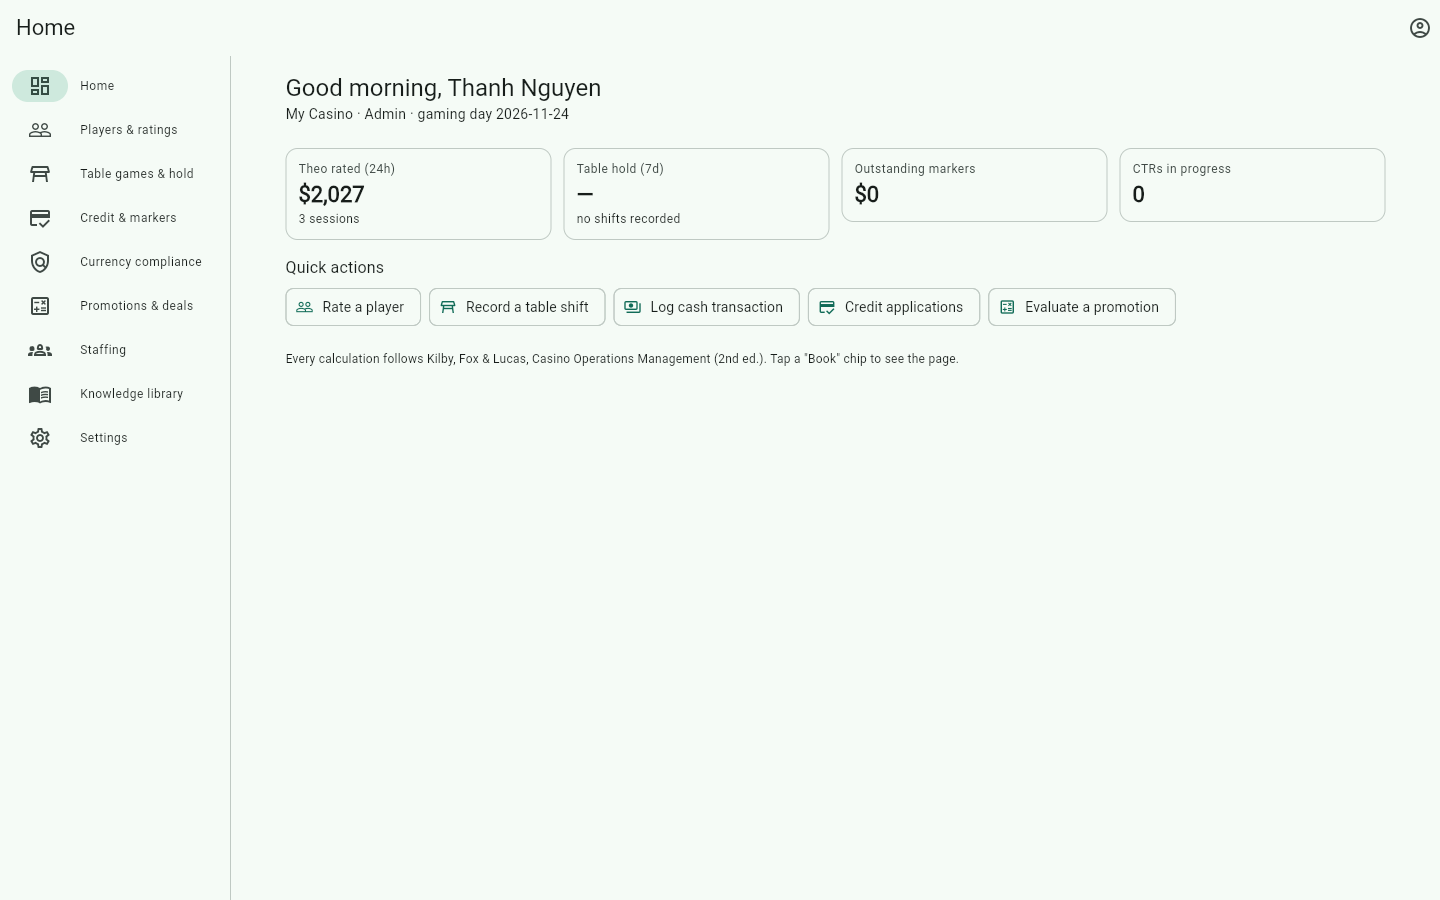 Home
Home
Players & ratings
Table games & hold
Credit & markers
Currency compliance
Promotions & deals
Staffing
Knowledge library
Settings
Good morning, Thanh Nguyen
My Casino · Admin · gaming day 2026-11-24
Theo rated (24h)
$2,027
3 sessions
Table hold (7d)
—
no shifts recorded
Outstanding markers
$0
CTRs in progress
0
Quick actions
Rate a player
Record a table shift
Log cash transaction
Credit applications
Evaluate a promotion
Every calculation follows Kilby, Fox & Lucas, Casino Operations Management (2nd ed.). Tap a "Book" chip to see the page.